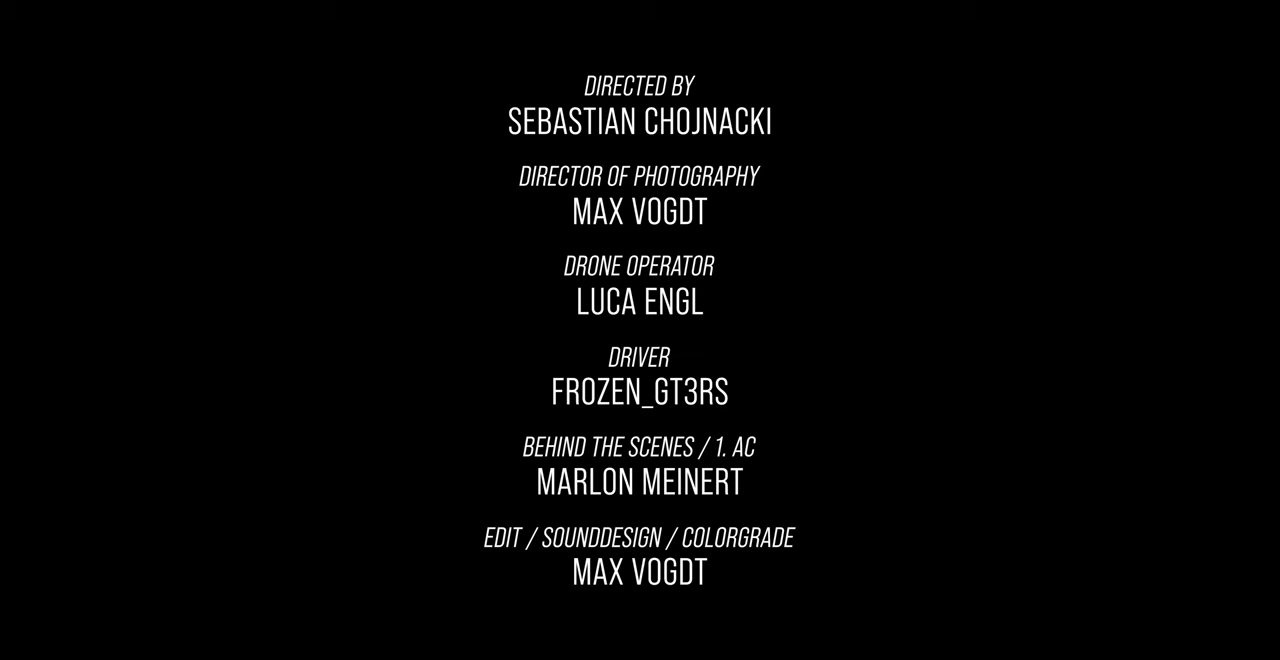 DIRECTED BY
SEBASTIAN CHOJNACKI
DIRECTOR OF PHOTOGRAPHY
MAX VOGDT
DRONE OPERATOR
LUCA ENGL
DRIVER
FROZEN_GT3RS
BEHIND THE SCENES / 1. AC
MARLON MEINERT
EDIT / SOUNDDESIGN / COLORGRADE
MAX VOGDT